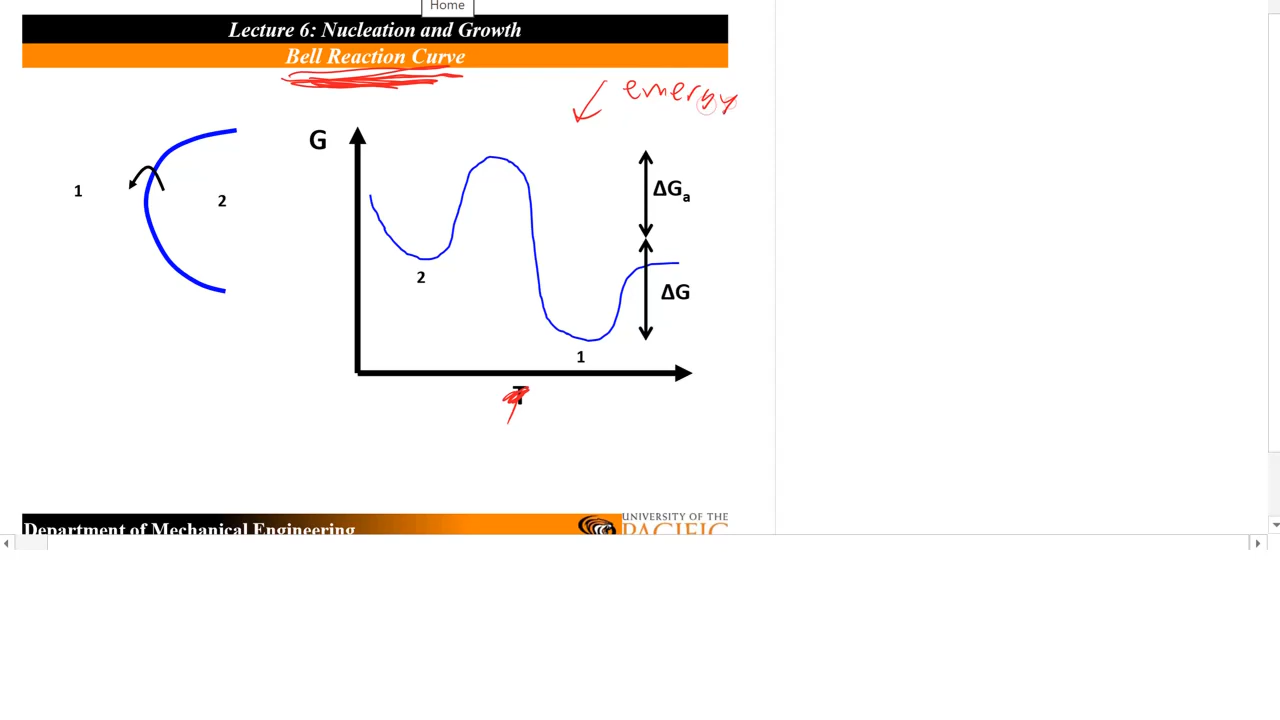 Home
Lecture 6: Nucleation and Growth
Bell Reaction Curve
energy
G
ΔGa
1
2
2
ΔG
1
T
Department of Mechanical Engineering
UNIVERSITY OF THE
PACIFIC